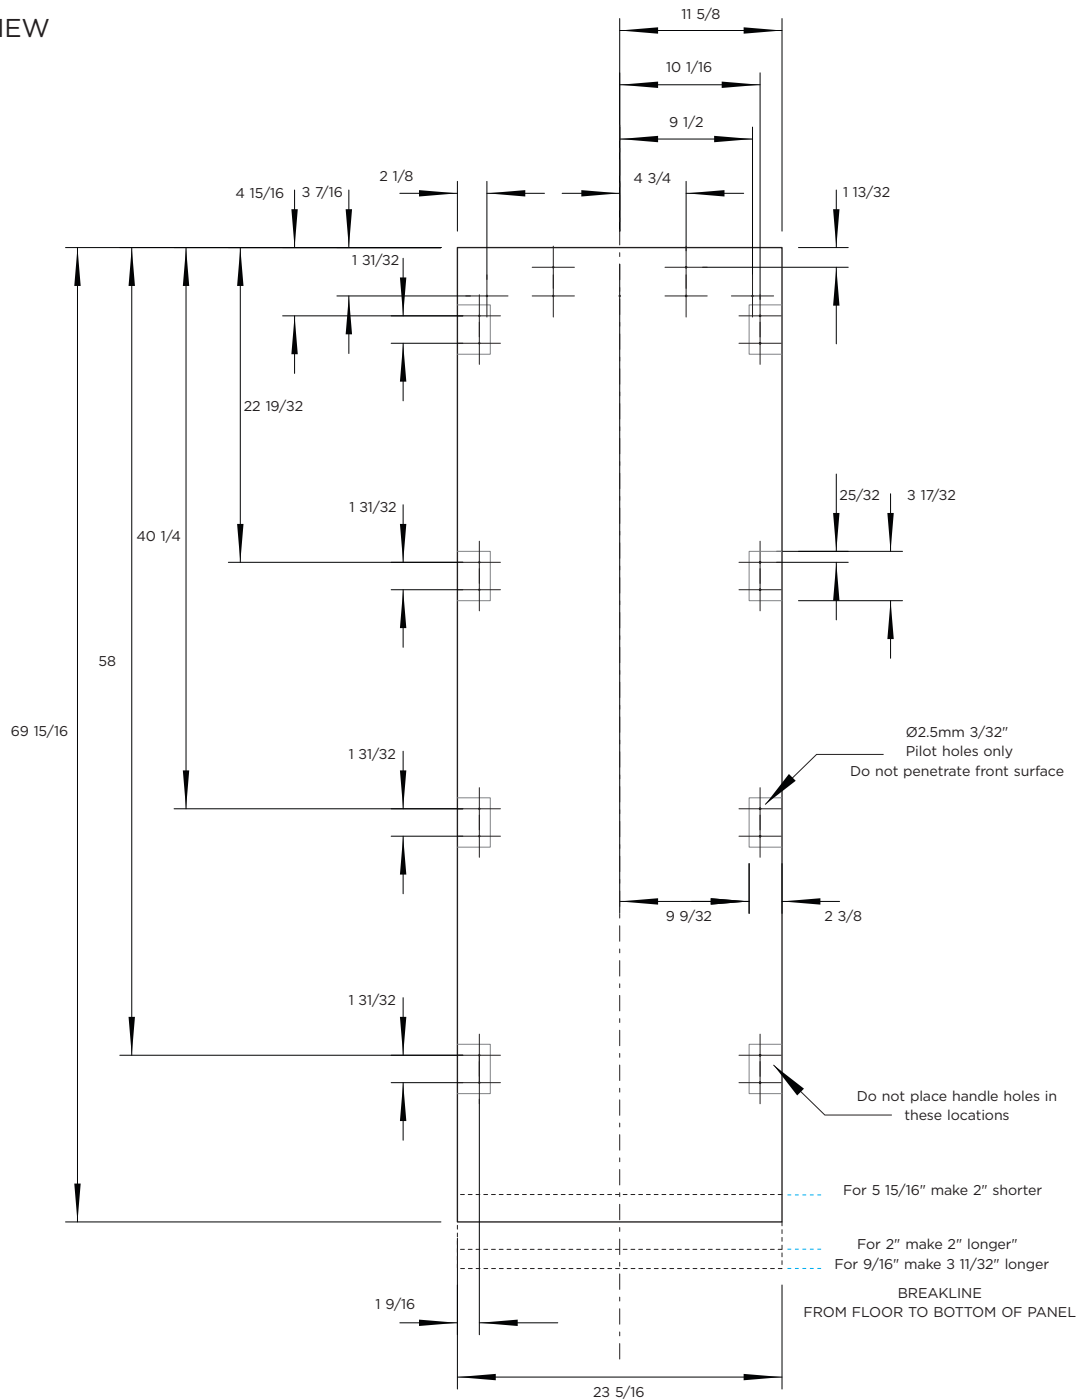 IEW
11 5/8
10 1/16
9 1/2
2 1/8
4 3/4
4 15/16
3 7/16
1 13/32
1 31/32
22 19/32
1 31/32
25/32
3 17/32
40 1/4
58
69 15/16
Ø2.5mm 3/32"
Pilot holes only
Do not penetrate front surface
1 31/32
9 9/32
2 3/8
1 31/32
Do not place handle holes in
these locations
For 5 15/16" make 2" shorter
For 2" make 2" longer"
For 9/16" make 3 11/32" longer
BREAKLINE
FROM FLOOR TO BOTTOM OF PANEL
1 9/16
23 5/16